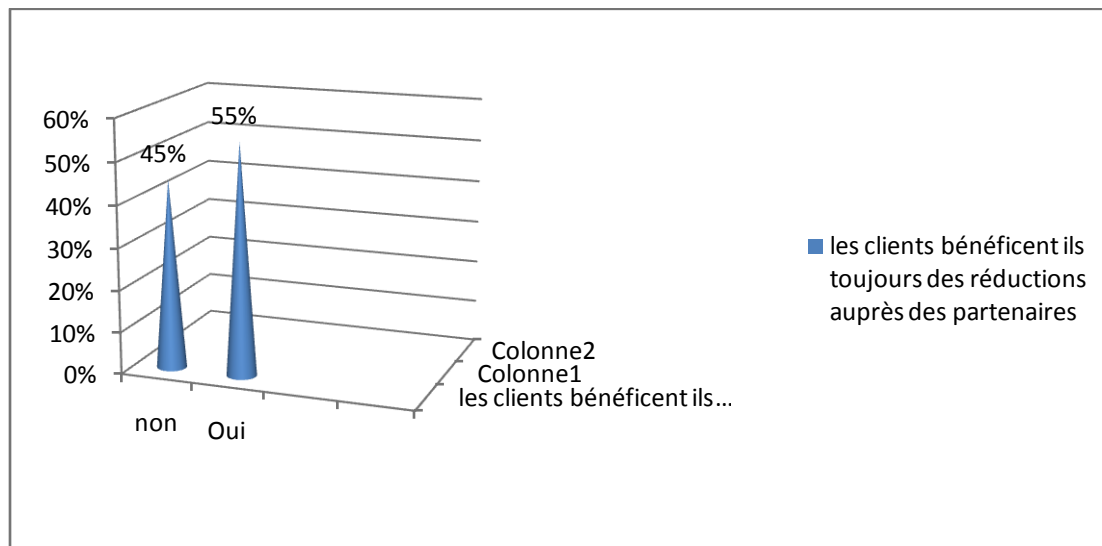 60%
50%
40%
30%
20%
10%
0%
45%
55%
non
Oui
Colonne2
Colonne1
les clients bénéficent ils...
les clients bénéficent ils
toujours des réductions
auprès des partenaires